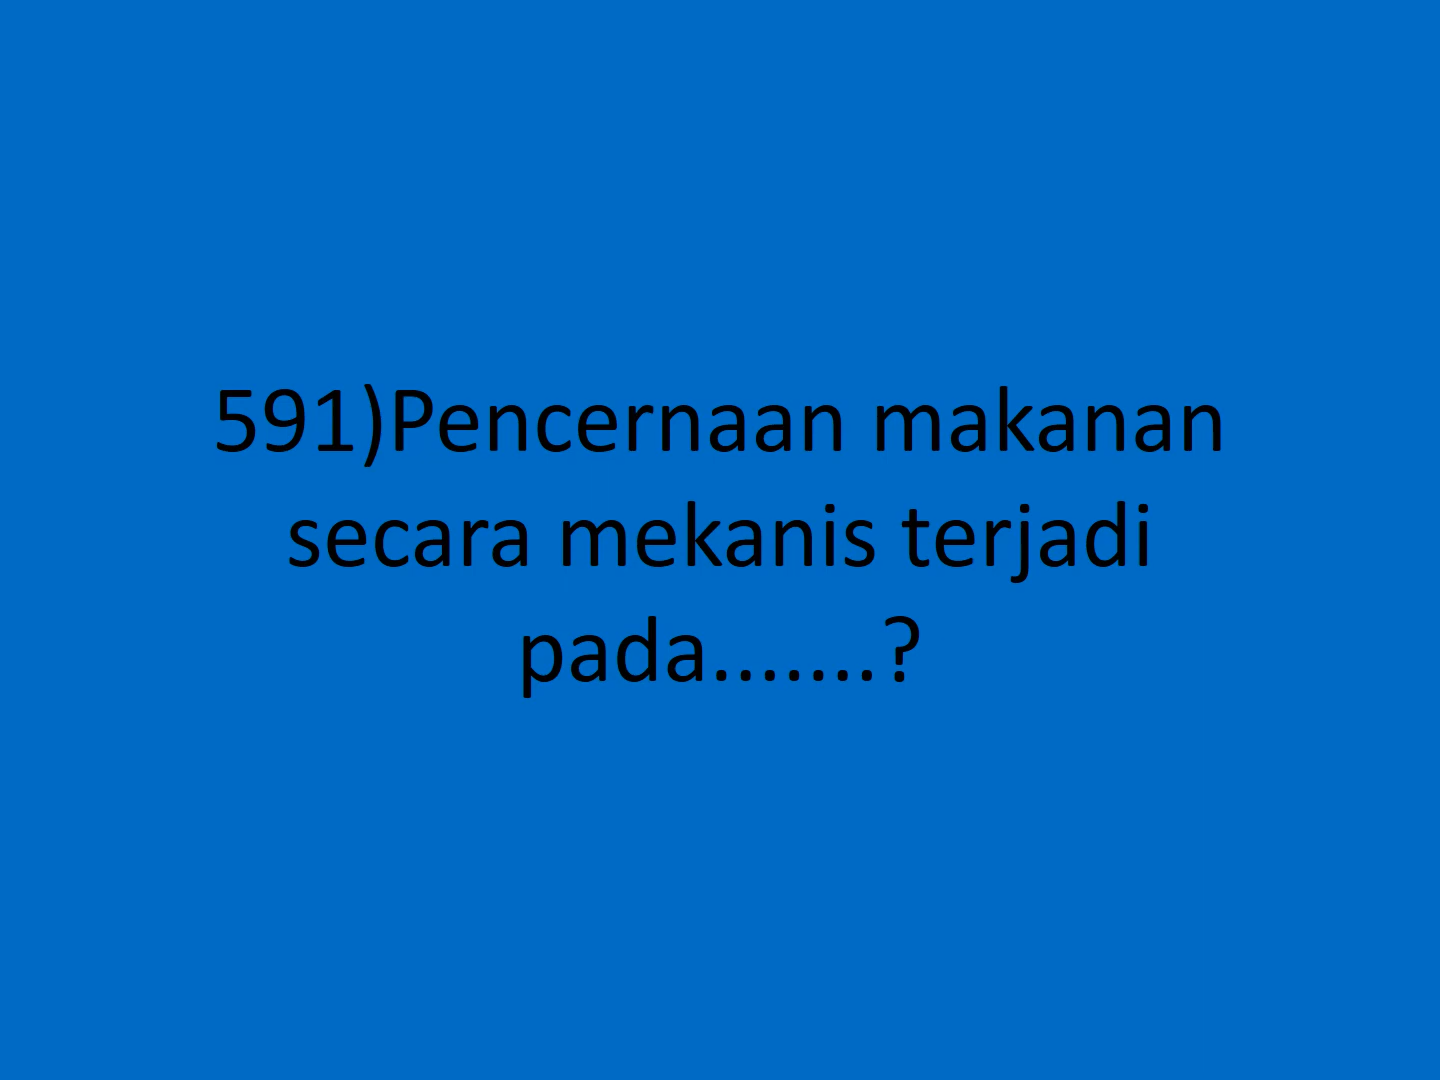 591)Pencernaan makanan
secara mekanis terjadi
pada.......?